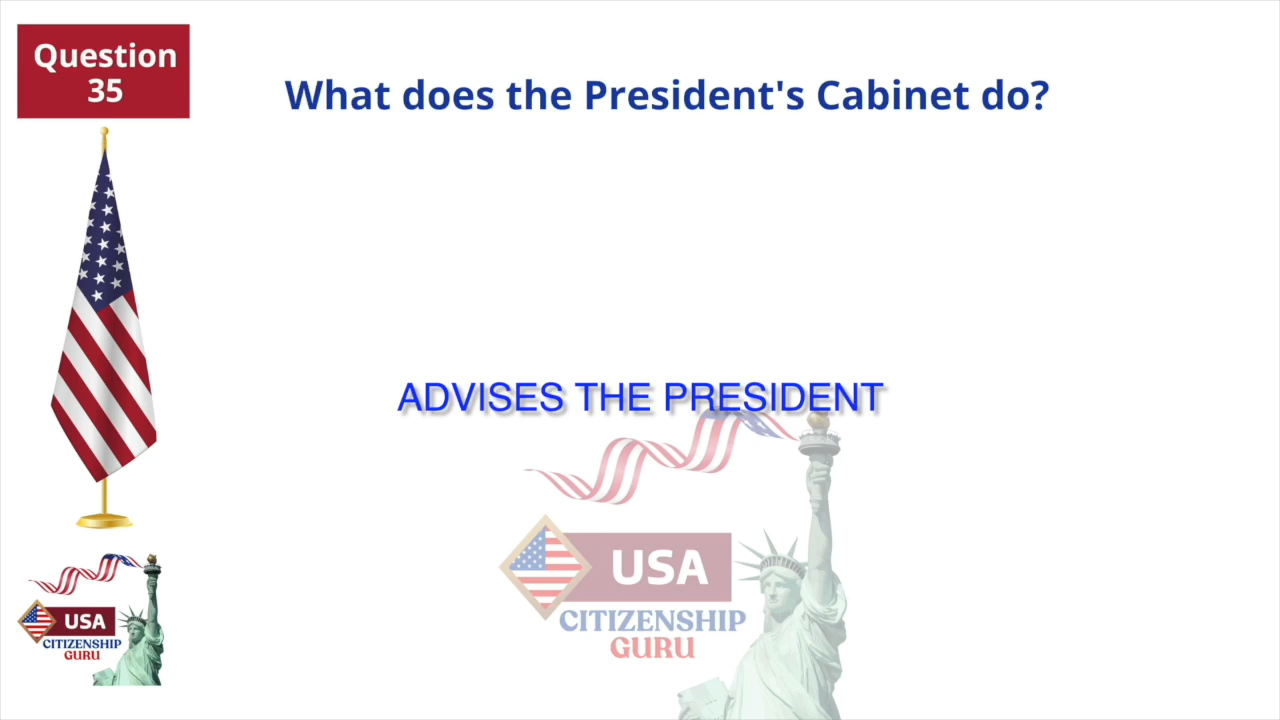 Question
35
What does the President's Cabinet do?
ADVISES THE PRESIDENT
USA
CITIZENSHIP
GURU
USA
CITIZENSHIP
GURU